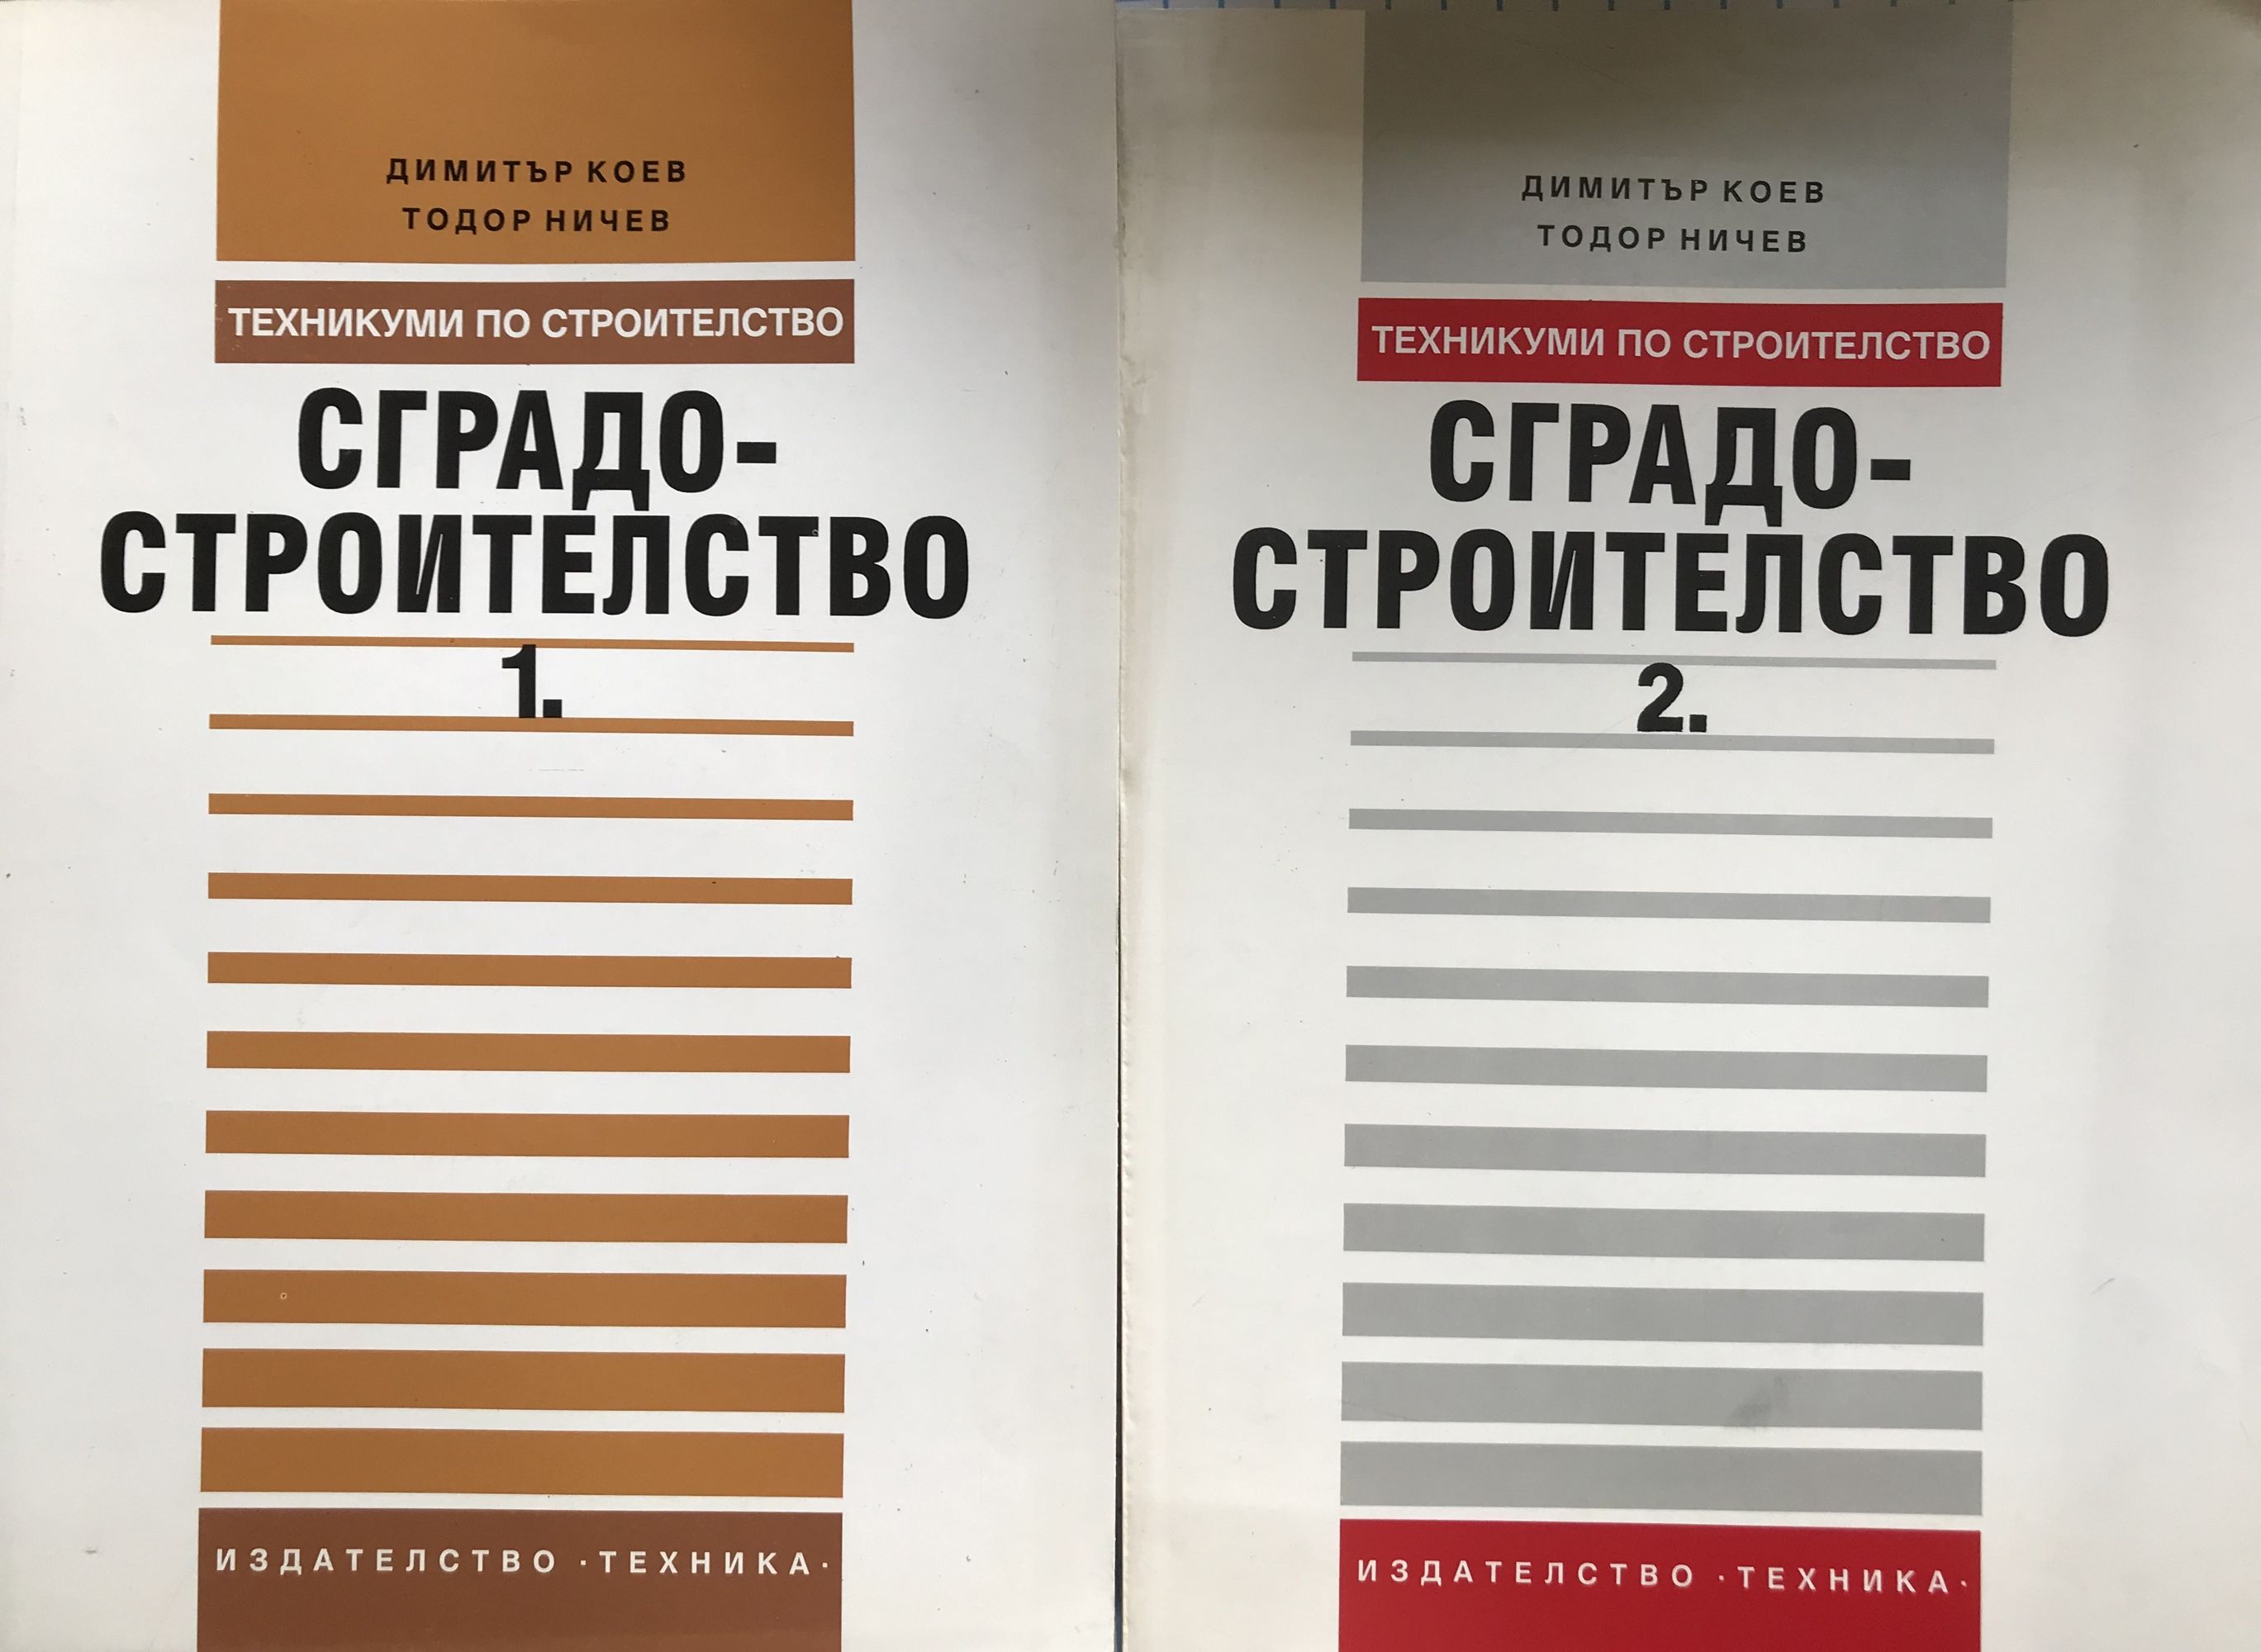 ДИМИТЪР КОЕВ
ТОДОР НИЧЕВ
ТЕХНИКУМИ ПО СТРОИТЕЛСТВО
СГРАДО-
СТРОИТЕЛСТВО
1.
ИЗДАТЕЛСТВО ·ТЕХНИКА·
ДИМИТЪР КОЕВ
ТОДОР НИЧЕВ
ТЕХНИКУМИ ПО СТРОИТЕЛСТВО
СГРАДО-
СТРОИТЕЛСТВО
2.
ИЗДАТЕЛСТВО ·ТЕХНИКА·